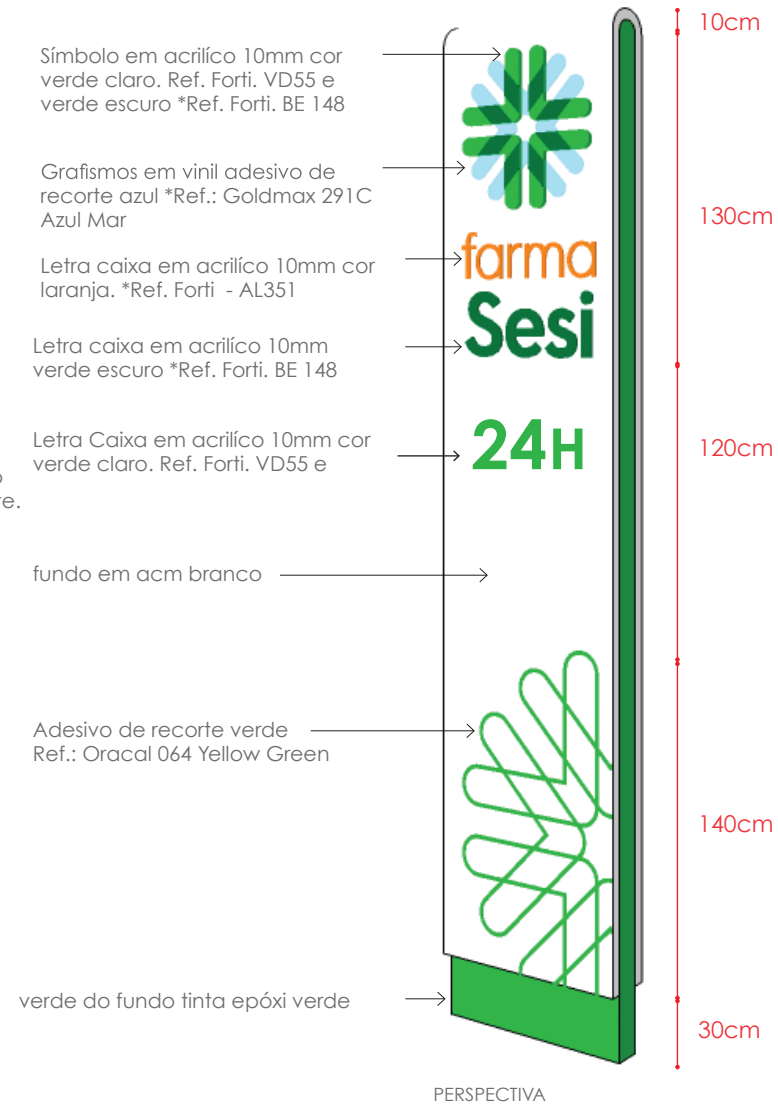 10cm
Símbolo em acrilíco 10mm cor
verde claro. Ref. Forti. VD55 e
verde escuro *Ref. Forti. BE 148
Grafismos em vinil adesivo de
recorte azul *Ref.: Goldmax 291C
Azul Mar
130cm
Letra caixa em acrilíco 10mm cor
laranja. *Ref. Forti - AL351
farma
Sesi
Letra caixa em acrilíco 10mm
verde escuro *Ref. Forti. BE 148
Letra Caixa em acrilíco 10mm cor
verde claro. Ref. Forti. VD55 e
24H
120cm
fundo em acm branco
Adesivo de recorte verde
Ref.: Oracal 064 Yellow Green
140cm
verde do fundo tinta epóxi verde
30cm
PERSPECTIVA